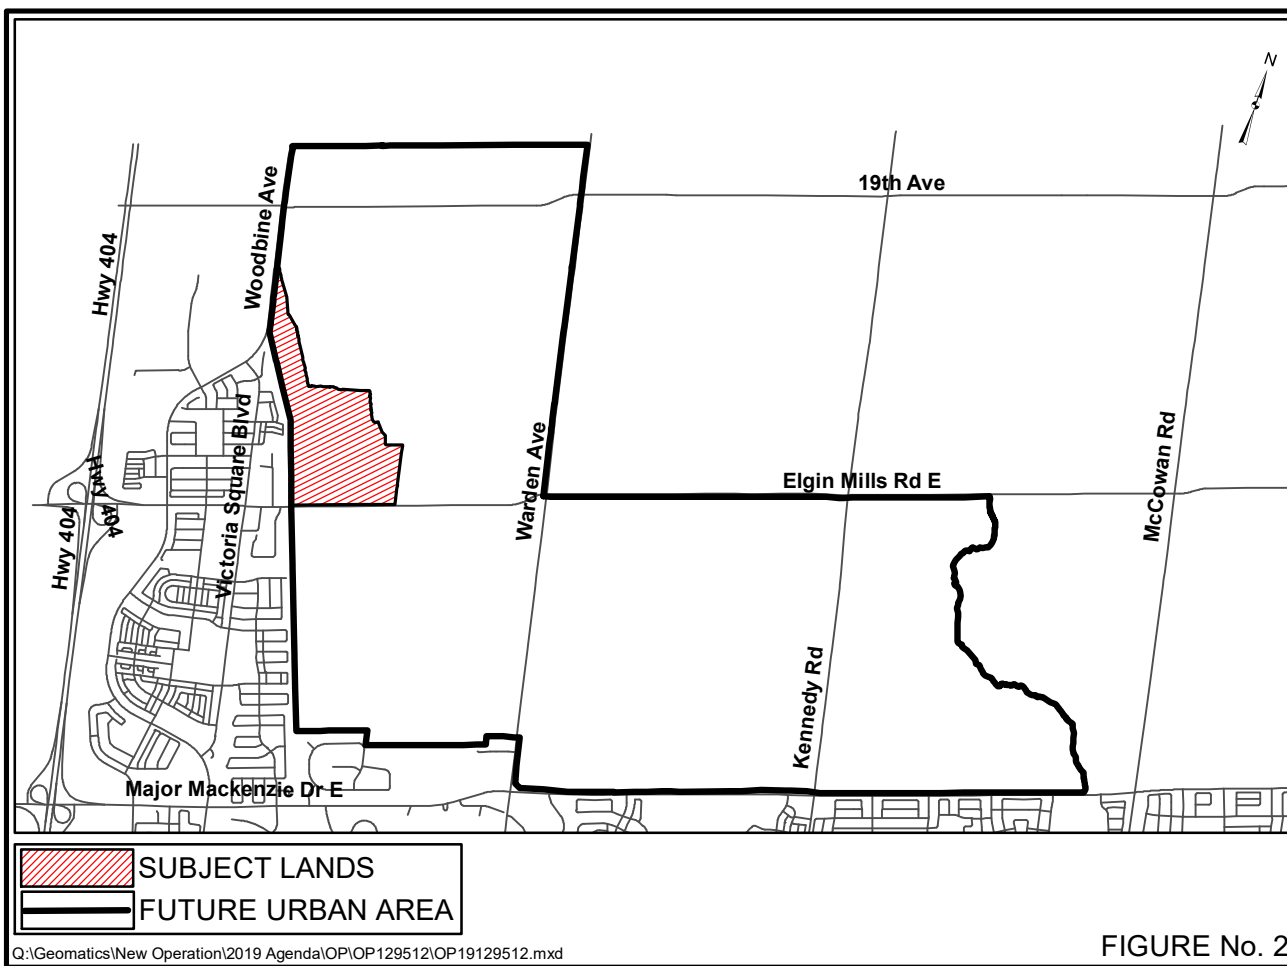 N
19th Ave
Woodbine Ave
Hwy 404
Victoria Square Blvd
Hwy 404
Hwy 404
Warden Ave
Elgin Mills Rd E
McCowan Rd
Kennedy Rd
Major Mackenzie Dr E
SUBJECT LANDS
FUTURE URBAN AREA
Q:\Geomatics\New Operation\2019 Agenda\OP\OP129512\OP19129512.mxd
FIGURE No. 2